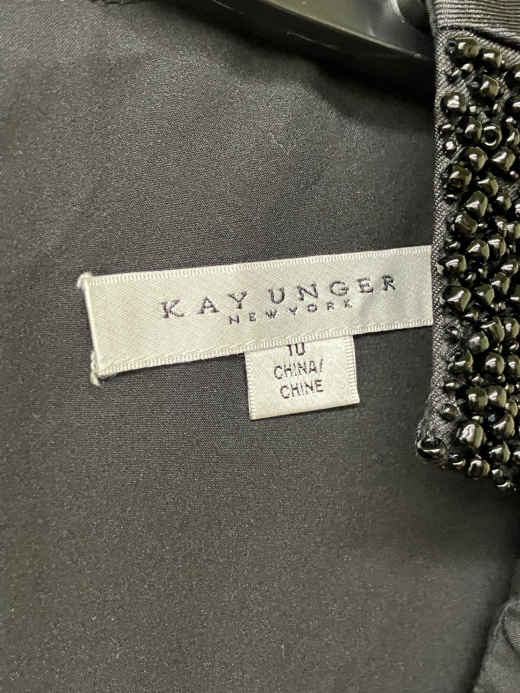 KAY UNGER
NEW YORK
10
CHINA/
CHINE